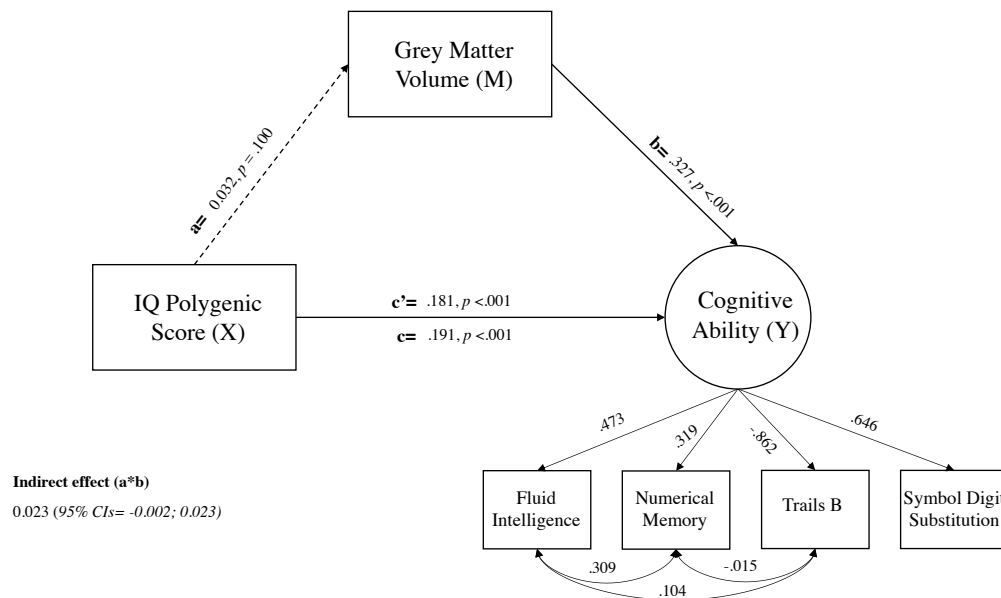 Grey Matter
Volume (M)
a= 0.032, p = .100
b= .327, p <.001
IQ Polygenic
Score (X)
c’= .181, p <.001
c= .191, p <.001
Cognitive
Ability (Y)
.473
.319
-.862
.646
Indirect effect (a*b)
0.023 (95% CIs= -0.002; 0.023)
Fluid
Intelligence
Numerical
Memory
Trails B
Symbol Digit
Substitution
.309
-.015
.104